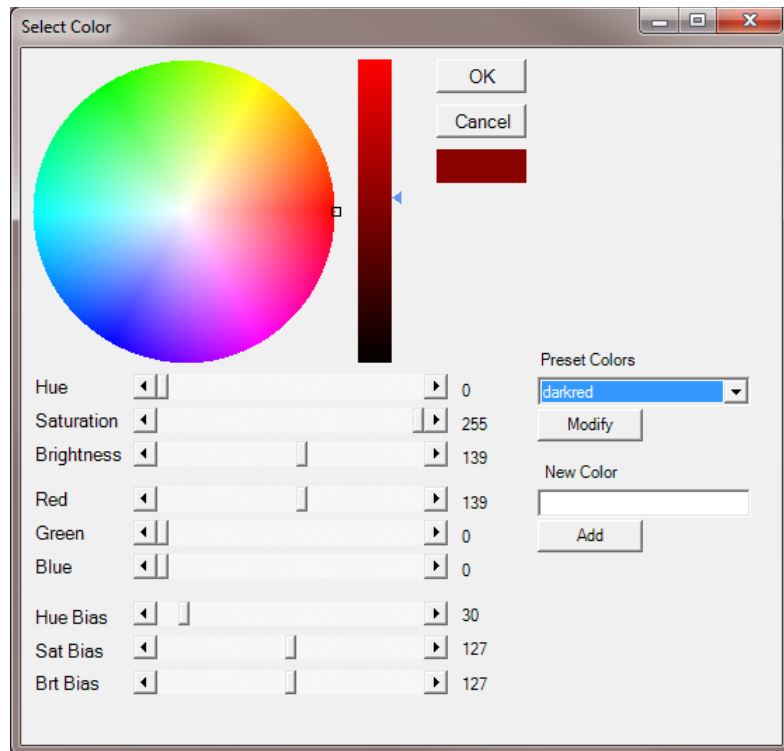 Select Color
OK
Cancel
Preset Colors
Hue 0
darkred
Saturation 255
Modify
Brightness 139
New Color
Red 139
Green 0
Add
Blue 0
Hue Bias 30
Sat Bias 127
Brt Bias 127